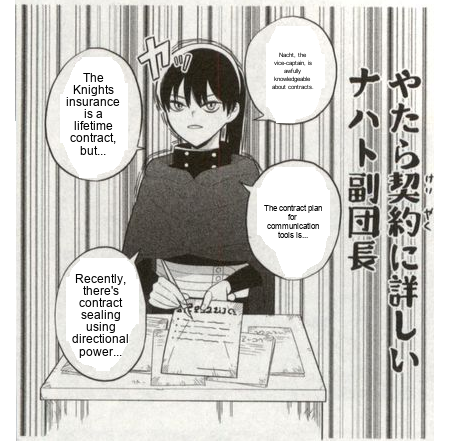 やたら契約に詳しい
けいやく
ナハト副団長
カッ
Nacht, the
vice-captain, is
awfully
knowledgeable
about contracts.
The
Knights
insurance
is a
lifetime
contract,
but...
The contract plan
for
communication
tools is...
Recently,
there's
contract
sealing
using
directional
power...